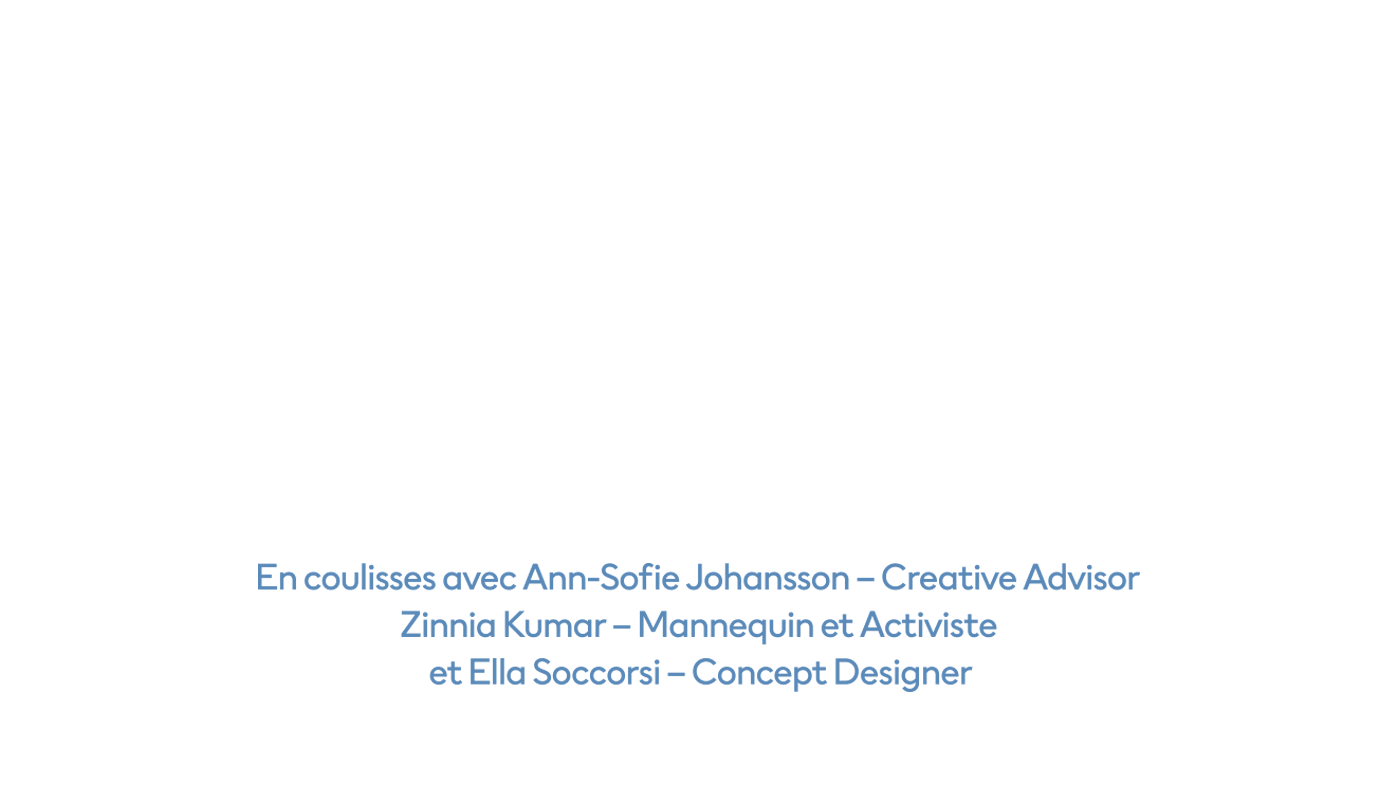 En coulisses avec Ann-Sofie Johansson – Creative Advisor
Zinnia Kumar – Mannequin et Activiste
et Ella Soccorsi – Concept Designer